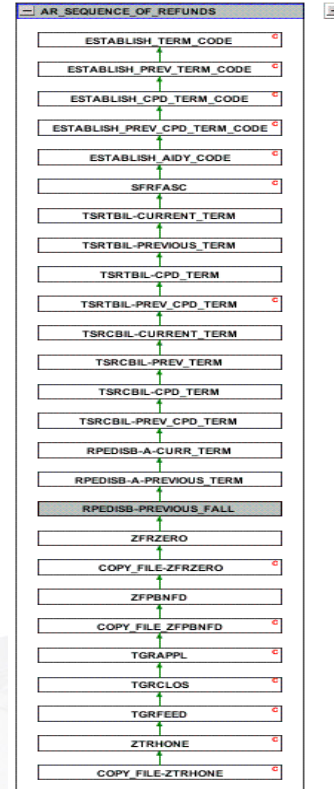 AR_SEQUENCE_OF_REFUNDS
ESTABLISH_TERM_CODE C
ESTABLISH_PREV_TERM_CODE C
ESTABLISH_CPD_TERM_CODE C
ESTABLISH_PREV_CPD_TERM_CODE C
ESTABLISH_AIDY_CODE C
SFRFASC C
TSRTBIL-CURRENT_TERM
TSRTBIL-PREVIOUS_TERM
TSRTBIL-CPD_TERM
TSRTBIL-PREV_CPD_TERM C
TSRCBIL-CURRENT_TERM
TSRCBIL-PREV_TERM
TSRCBIL-CPD_TERM
TSRCBIL-PREV_CPD_TERM
RPEDISB-A-CURR_TERM
RPEDISB-A-PREVIOUS_TERM
RPEDISB-PREVIOUS_FALL
ZFRZERO
COPY_FILE-ZFRZERO C
ZFPBNFD
COPY_FILE_ZFPBNFD C
TGRAPPL C
TGRCLOS C
TGRFEED C
ZTRHONE C
COPY_FILE-ZTRHONE C